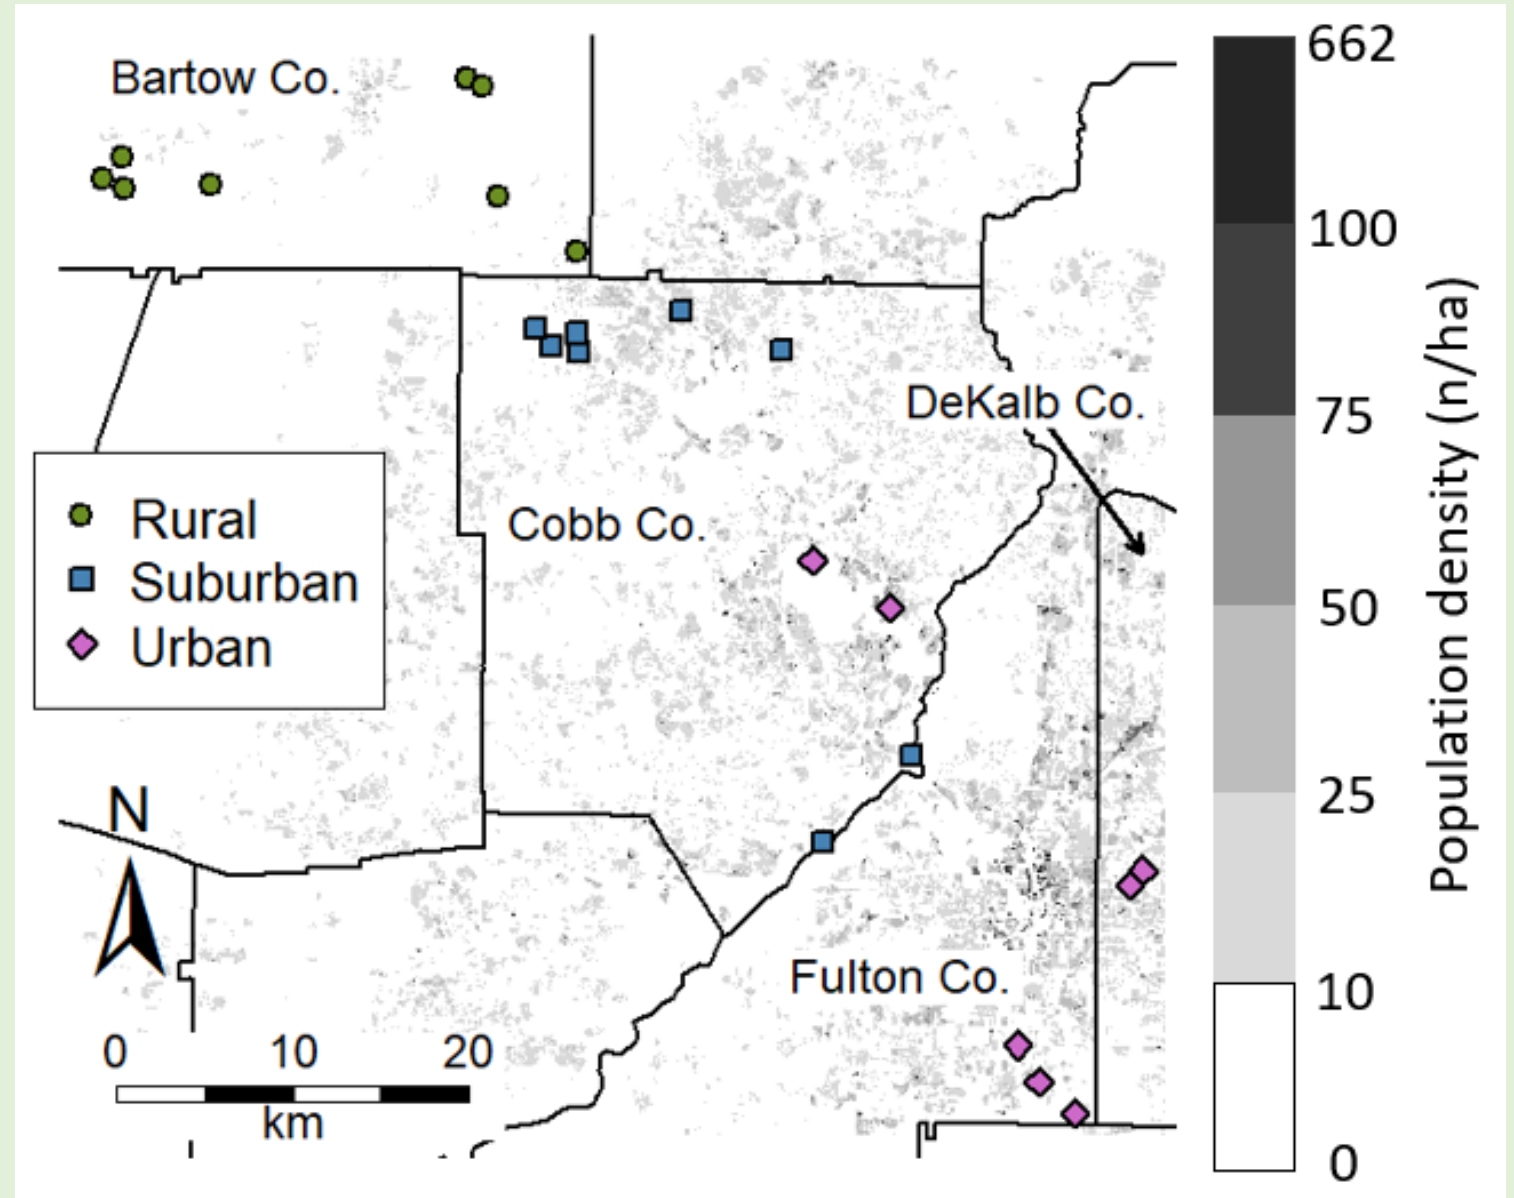 Bartow Co.
DeKalb Co.
Rural
Suburban
Urban
Cobb Co.
N
Fulton Co.
0 10 20
km
662
100
75
50
25
10
0
Population density (n/ha)